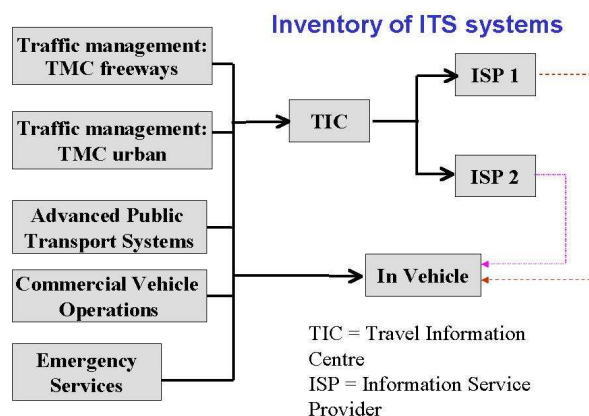 Inventory of ITS systems
Traffic management:
TMC freeways
Traffic management:
TMC urban
Advanced Public
Transport Systems
Commercial Vehicle
Operations
Emergency
Services
TIC
ISP 1
ISP 2
In Vehicle
TIC = Travel Information
Centre
ISP = Information Service
Provider